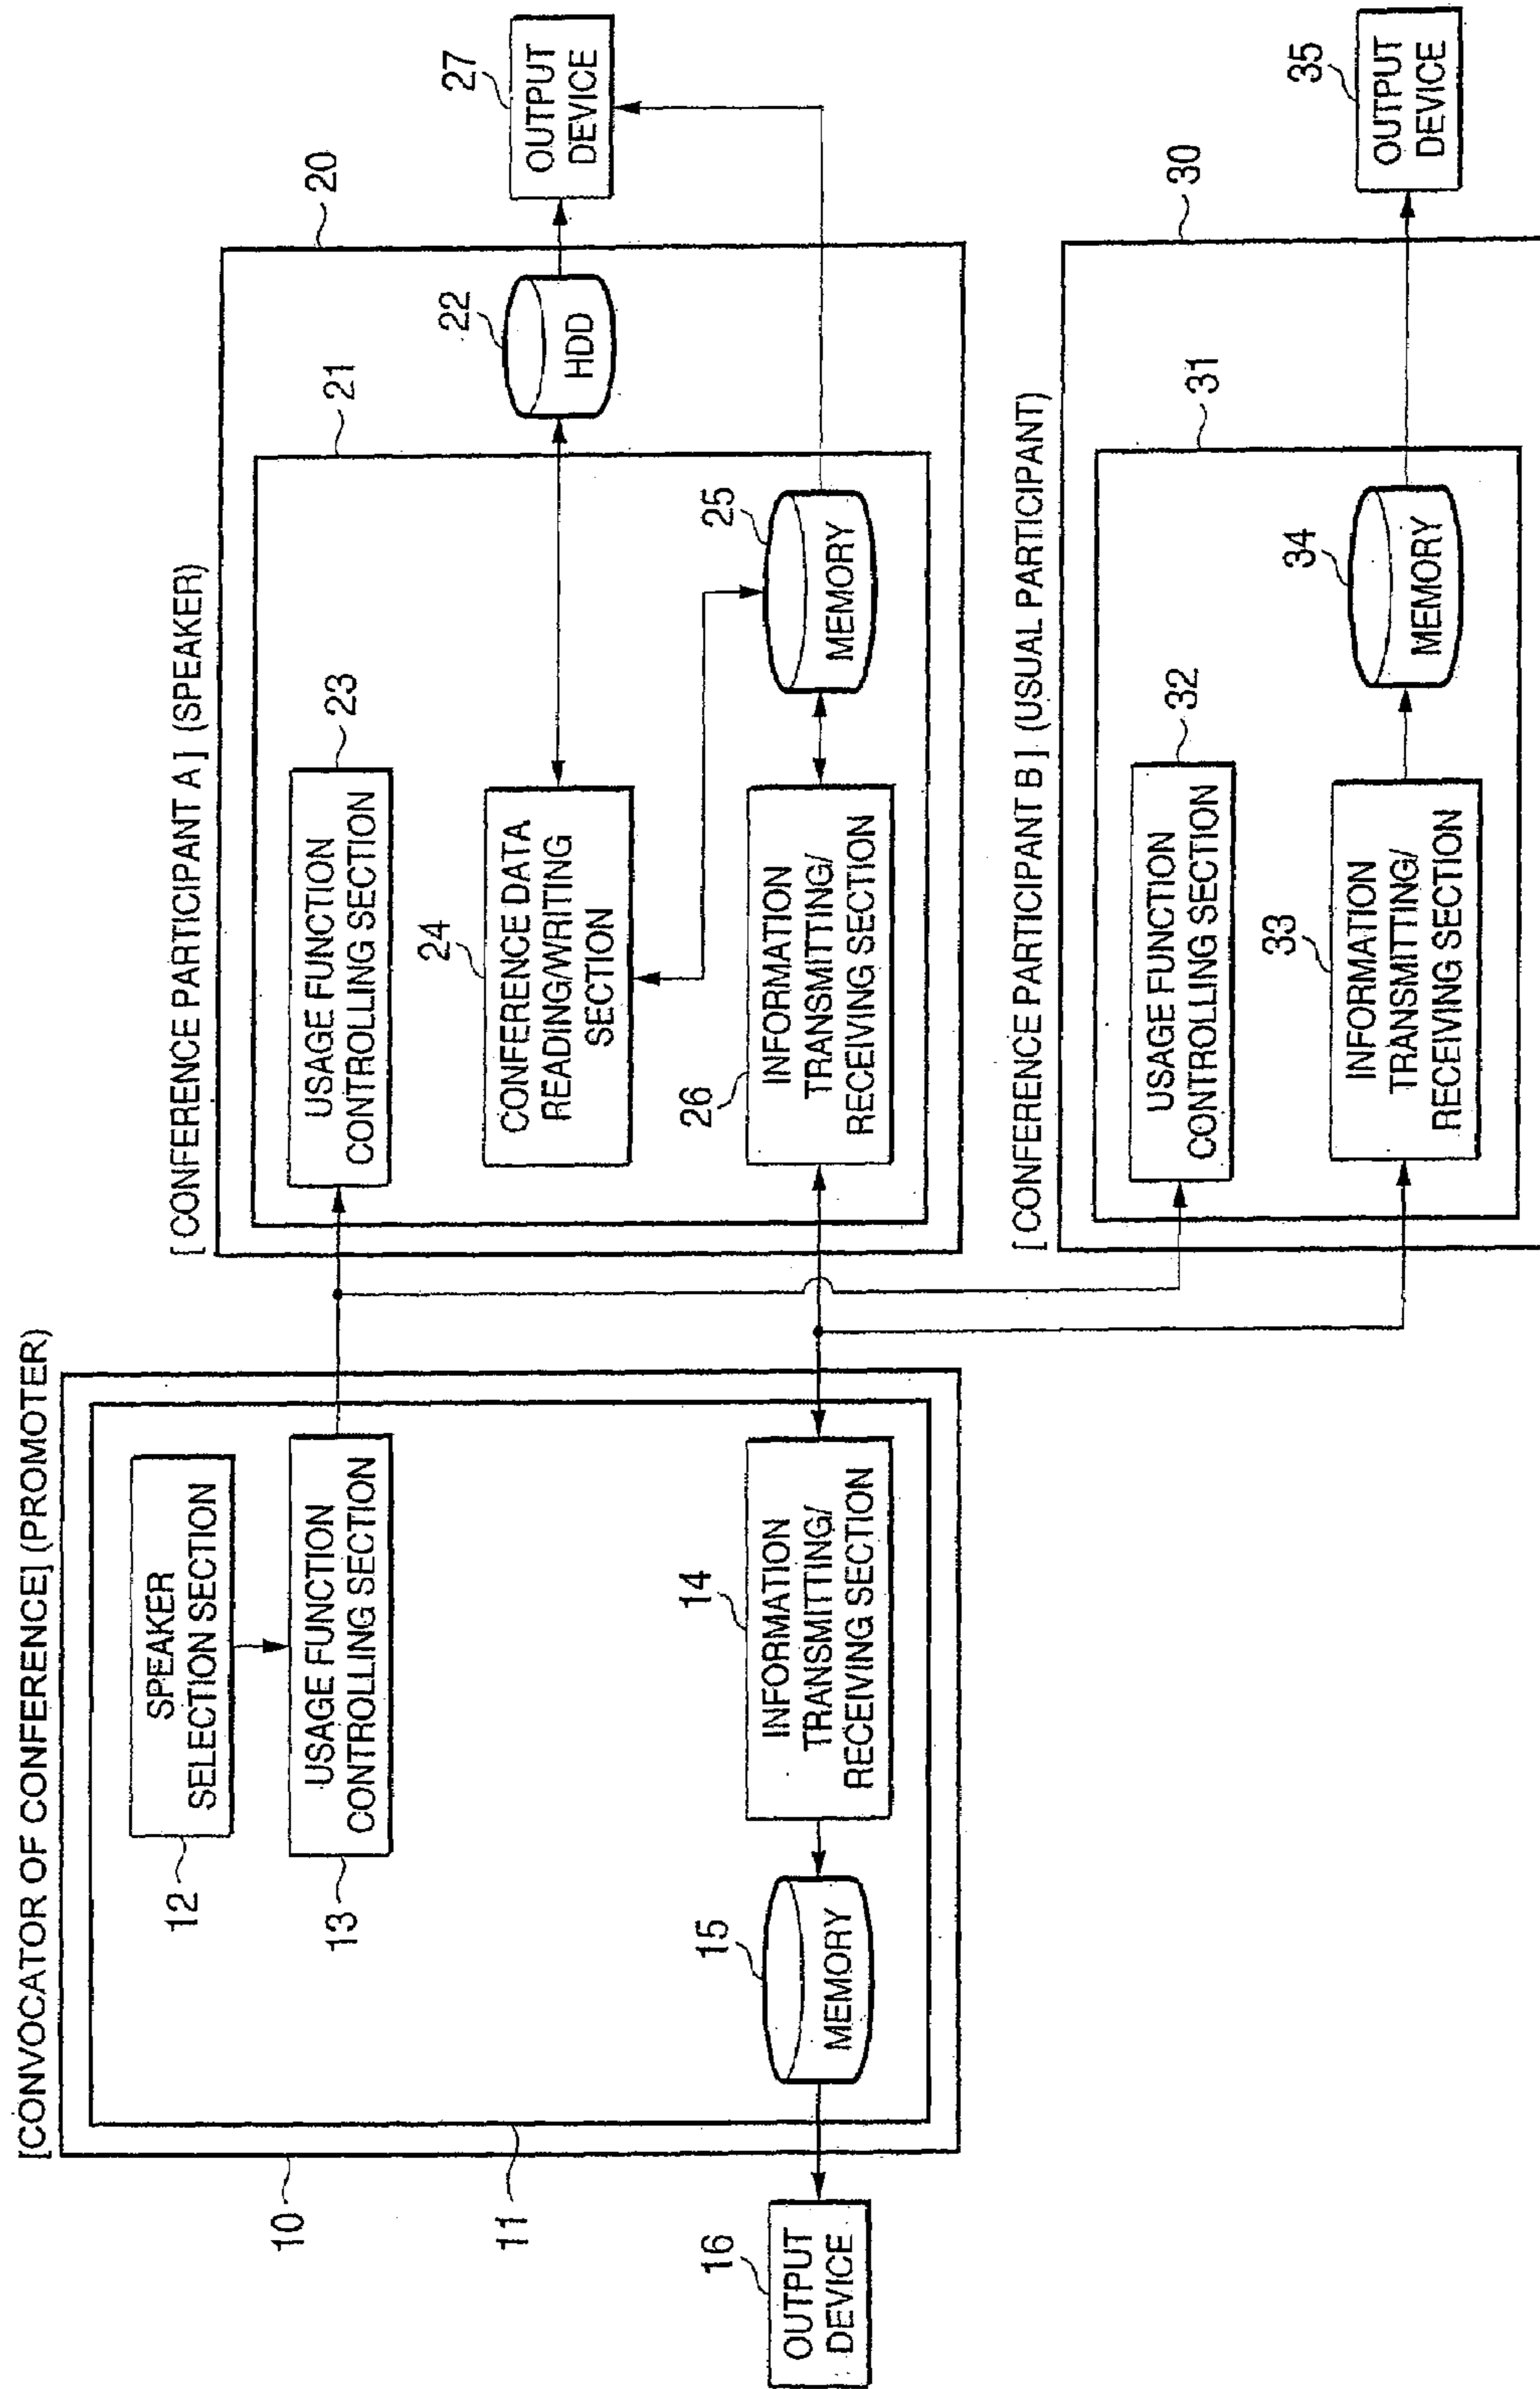 [CONVOCATOR OF CONFERENCE] (PROMOTER)
10
11
12
SPEAKER
SELECTION SECTION
13
USAGE FUNCTION
CONTROLLING SECTION
14
INFORMATION
TRANSMITTING/
RECEIVING SECTION
15
MEMORY
16
OUTPUT
DEVICE
[CONFERENCE PARTICIPANT A] (SPEAKER)
20
21
22
HDD
23
USAGE FUNCTION
CONTROLLING SECTION
24
CONFERENCE DATA
READING/WRITING
SECTION
25
MEMORY
26
INFORMATION
TRANSMITTING/
RECEIVING SECTION
27
OUTPUT
DEVICE
[CONFERENCE PARTICIPANT B] (USUAL PARTICIPANT)
30
31
32
USAGE FUNCTION
CONTROLLING SECTION
33
INFORMATION
TRANSMITTING/
RECEIVING SECTION
34
MEMORY
35
OUTPUT
DEVICE